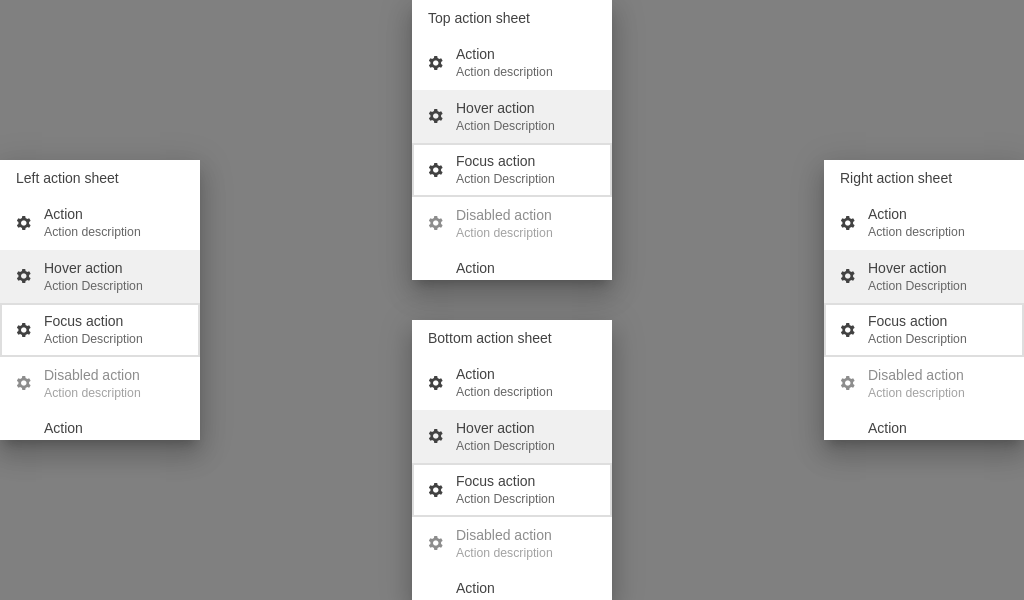 Top action sheet
Action
Action description
Hover action
Action Description
Focus action
Action Description
Disabled action
Action description
Action
Left action sheet
Action
Action description
Hover action
Action Description
Focus action
Action Description
Disabled action
Action description
Action
Right action sheet
Action
Action description
Hover action
Action Description
Focus action
Action Description
Disabled action
Action description
Action
Bottom action sheet
Action
Action description
Hover action
Action Description
Focus action
Action Description
Disabled action
Action description
Action